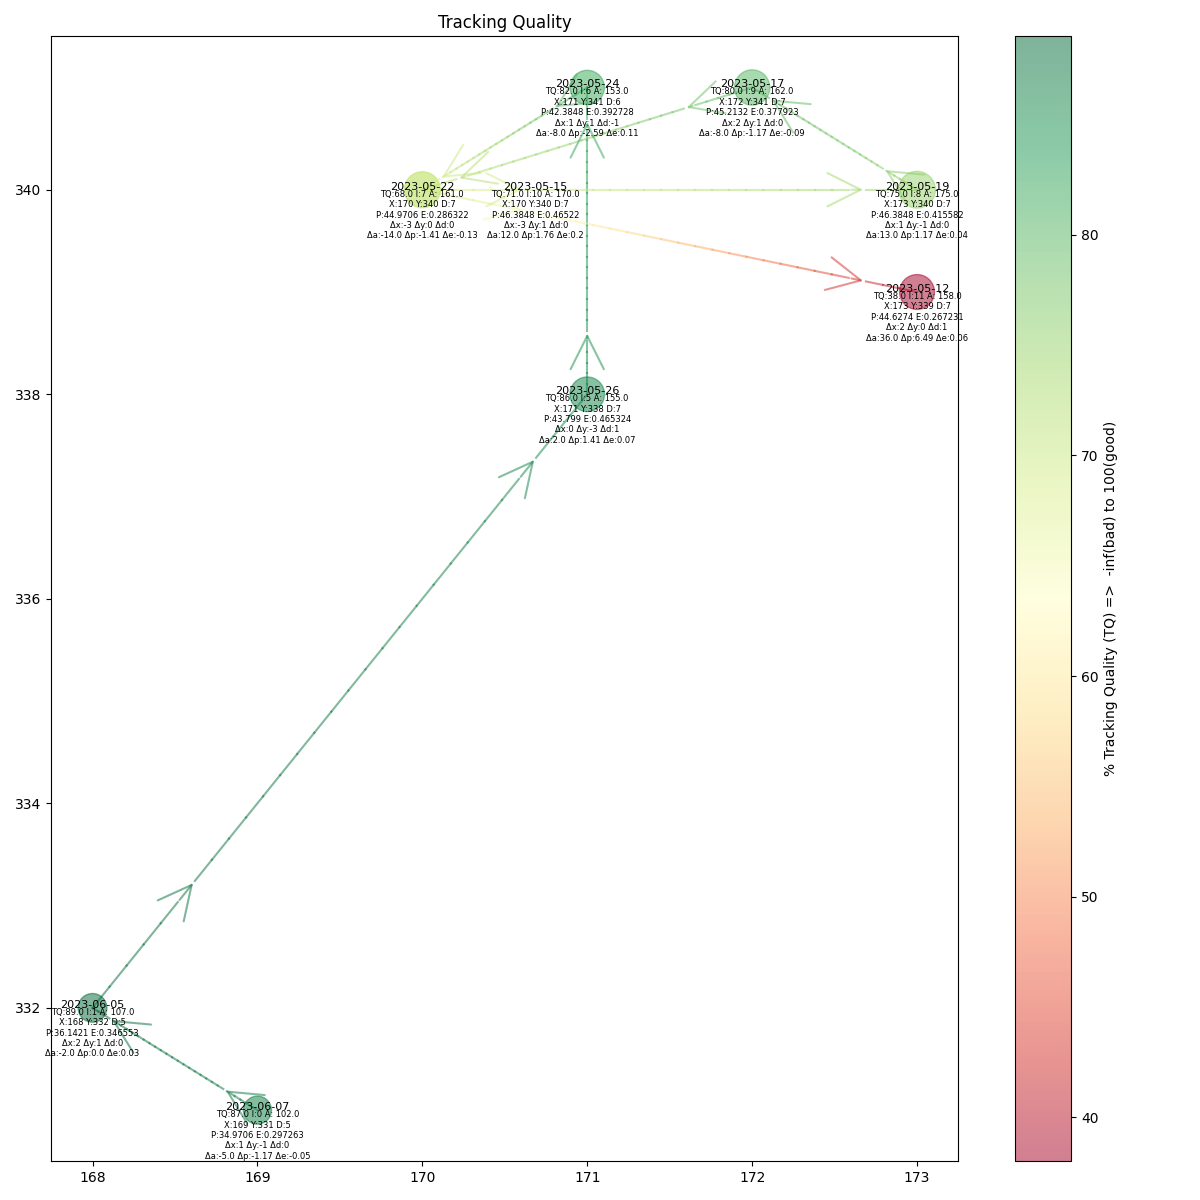 Tracking Quality
2023-05-24
TQ:82.0 I:6 A: 153.0
X:171 Y:341 D:6
P:42.3848 E:0.392728
Δx:1 Δy:1 Δd:-1
Δa:-8.0 Δp:-2.59 Δe:0.11
2023-05-17
TQ:80.0 I:9 A: 162.0
X:172 Y:341 D:7
P:45.2132 E:0.377923
Δx:2 Δy:1 Δd:0
Δa:-8.0 Δp:-1.17 Δe:-0.09
2023-05-22
TQ:68.0 I:7 A: 161.0
X:170 Y:340 D:7
P:44.9706 E:0.286322
Δx:-3 Δy:0 Δd:0
Δa:-14.0 Δp:-1.41 Δe:-0.13
2023-05-15
TQ:71.0 I:10 A: 170.0
X:170 Y:340 D:7
P:46.3848 E:0.46522
Δx:-3 Δy:1 Δd:0
Δa:12.0 Δp:1.76 Δe:0.2
2023-05-19
TQ:75.0 I:8 A: 175.0
X:173 Y:340 D:7
P:46.3848 E:0.415582
Δx:1 Δy:-1 Δd:0
Δa:13.0 Δp:1.17 Δe:0.04
2023-05-12
TQ:38.0 I:11 A: 158.0
X:173 Y:339 D:7
P:44.6274 E:0.267231
Δx:2 Δy:0 Δd:1
Δa:36.0 Δp:6.49 Δe:0.06
2023-05-26
TQ:86.0 I:5 A: 155.0
X:171 Y:338 D:7
P:43.799 E:0.465324
Δx:0 Δy:-3 Δd:1
Δa:2.0 Δp:1.41 Δe:0.07
2023-06-05
TQ:89.0 I:1 A: 107.0
X:168 Y:332 D:5
P:36.1421 E:0.346553
Δx:2 Δy:1 Δd:0
Δa:-2.0 Δp:0.0 Δe:0.03
2023-06-07
TQ:87.0 I:0 A: 102.0
X:169 Y:331 D:5
P:34.9706 E:0.297263
Δx:1 Δy:-1 Δd:0
Δa:-5.0 Δp:-1.17 Δe:-0.05
340
338
336
334
332
168 169 170 171 172 173
80
70
60
50
40
% Tracking Quality (TQ) => -inf(bad) to 100(good)